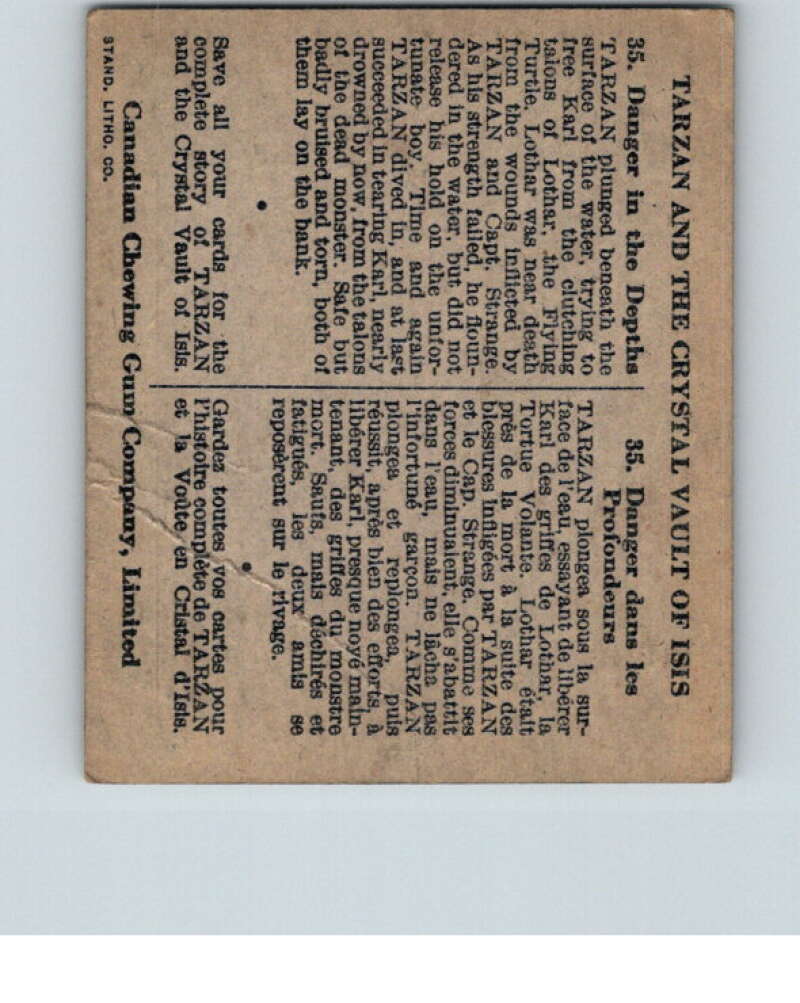 TARZAN AND THE CRYSTAL VAULT OF ISIS
35. Danger in the Depths
TARZAN plunged beneath the
surface of the water, trying to
free Karl from the clutching
talons of Lothar, the Flying
Turtle. Lothar was near death
from the wounds inflicted by
TARZAN and Capt. Strange.
As his strength failed, he floun-
dered in the water, but did not
release his hold on the unfor-
tunate boy. Time and again
TARZAN dived in, and at last
succeeded in tearing Karl, nearly
drowned by now, from the talons
of the dead monster. Safe but
badly bruised and torn, both of
them lay on the bank.
•
Save all your cards for the
complete story of TARZAN
and the Crystal Vault of Isis.
35. Danger dans les
Profondeurs
TARZAN plongea sous la sur-
face de l'eau, essayant de libérer
Karl des griffes de Lothar, la
Tortue Volante. Lothar était
près de la mort à la suite des
blessures infligées par TARZAN
et le Cap. Strange. Comme ses
forces diminuaient, elle s'abattit
dans l'eau, mais ne lâcha pas
l'infortuné garçon. TARZAN
plongea et replongea, puis
réussit, après bien des efforts, à
libérer Karl, presque noyé main-
tenant, des griffes du monstre
mort. Saufs, mais déchirés et
fatigués, les deux amis se
reposèrent sur le rivage.
•
Gardez toutes vos cartes pour
l'histoire complète de TARZAN
et la Voûte en Cristal d'Isis.
Canadian Chewing Gum Company, Limited
STAND. LITHO. CO.